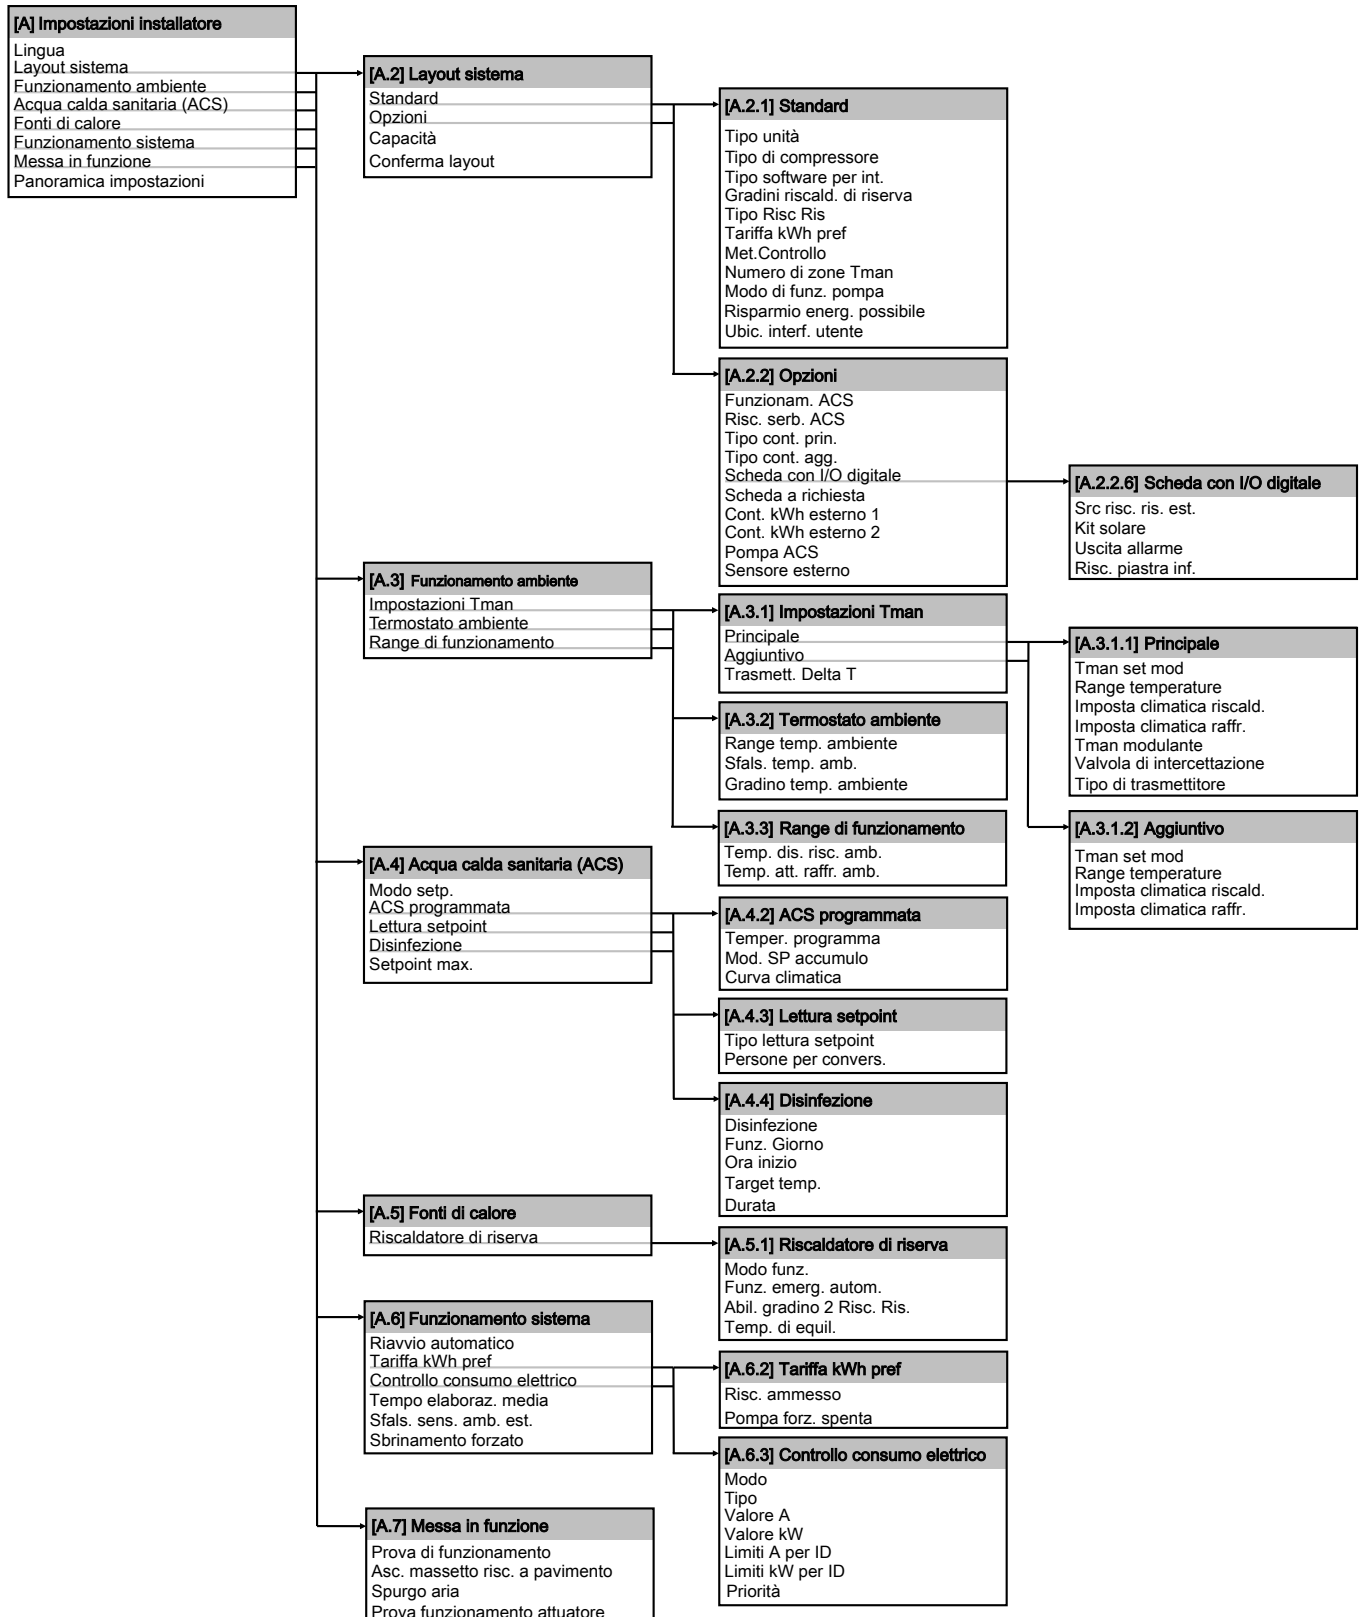 [A] Impostazioni installatore
Lingua
Layout sistema
Funzionamento ambiente
Acqua calda sanitaria (ACS)
Fonti di calore
Funzionamento sistema
Messa in funzione
Panoramica impostazioni
[A.2] Layout sistema
Standard
Opzioni
Capacità
Conferma layout
[A.2.1] Standard
Tipo unità
Tipo di compressore
Tipo software per int.
Gradini riscald. di riserva
Tipo Risc Ris
Tariffa kWh pref
Met.Controllo
Numero di zone Tman
Modo di funz. pompa
Risparmio energ. possibile
Ubic. interf. utente
[A.2.2] Opzioni
Funzionam. ACS
Risc. serb. ACS
Tipo cont. prin.
Tipo cont. agg.
Scheda con I/O digitale
Scheda a richiesta
Cont. kWh esterno 1
Cont. kWh esterno 2
Pompa ACS
Sensore esterno
[A.2.2.6] Scheda con I/O digitale
Src risc. ris. est.
Kit solare
Uscita allarme
Risc. piastra inf.
[A.3] Funzionamento ambiente
Impostazioni Tman
Termostato ambiente
Range di funzionamento
[A.3.1] Impostazioni Tman
Principale
Aggiuntivo
Trasmett. Delta T
[A.3.1.1] Principale
Tman set mod
Range temperature
Imposta climatica riscald.
Imposta climatica raffr.
Tman modulante
Valvola di intercettazione
Tipo di trasmettitore
[A.3.2] Termostato ambiente
Range temp. ambiente
Sfals. temp. amb.
Gradino temp. ambiente
[A.3.3] Range di funzionamento
Temp. dis. risc. amb.
Temp. att. raffr. amb.
[A.3.1.2] Aggiuntivo
Tman set mod
Range temperature
Imposta climatica riscald.
Imposta climatica raffr.
[A.4] Acqua calda sanitaria (ACS)
Modo setp.
ACS programmata
Lettura setpoint
Disinfezione
Setpoint max.
[A.4.2] ACS programmata
Temper. programma
Mod. SP accumulo
Curva climatica
[A.4.3] Lettura setpoint
Tipo lettura setpoint
Persone per convers.
[A.4.4] Disinfezione
Disinfezione
Funz. Giorno
Ora inizio
Target temp.
Durata
[A.5] Fonti di calore
Riscaldatore di riserva
[A.5.1] Riscaldatore di riserva
Modo funz.
Funz. emerg. autom.
Abil. gradino 2 Risc. Ris.
Temp. di equil.
[A.6] Funzionamento sistema
Riavvio automatico
Tariffa kWh pref
Controllo consumo elettrico
Tempo elaboraz. media
Sfals. sens. amb. est.
Sbrinamento forzato
[A.6.2] Tariffa kWh pref
Risc. ammesso
Pompa forz. spenta
[A.6.3] Controllo consumo elettrico
Modo
Tipo
Valore A
Valore kW
Limiti A per ID
Limiti kW per ID
Priorità
[A.7] Messa in funzione
Prova di funzionamento
Asc. massetto risc. a pavimento
Spurgo aria
Prova funzionamento attuatore